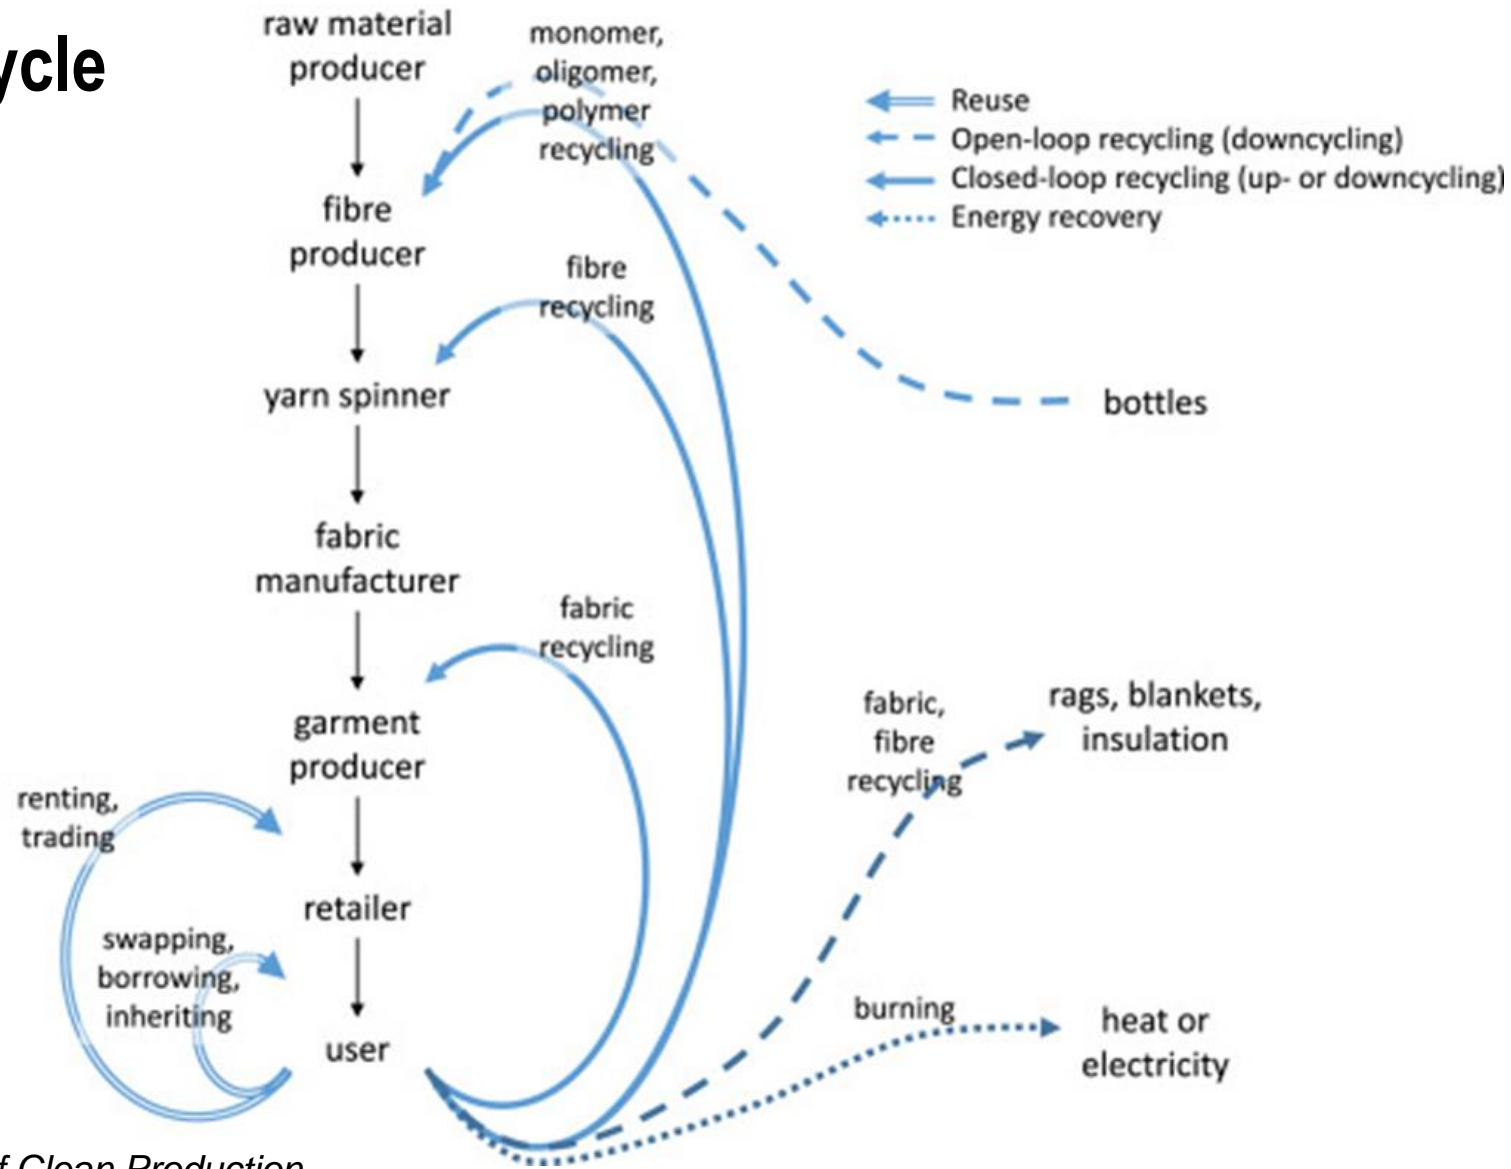 ycle
raw material
producer
monomer,
oligomer,
polymer
recycling
Reuse
Open-loop recycling (downcycling)
Closed-loop recycling (up- or downcycling)
Energy recovery
fibre
producer
fibre
recycling
yarn spinner
bottles
fabric
manufacturer
fabric
recycling
garment
producer
fabric,
fibre
recycling
rags, blankets,
insulation
renting,
trading
retailer
swapping,
borrowing,
inheriting
user
burning
heat or
electricity
f Clean Production